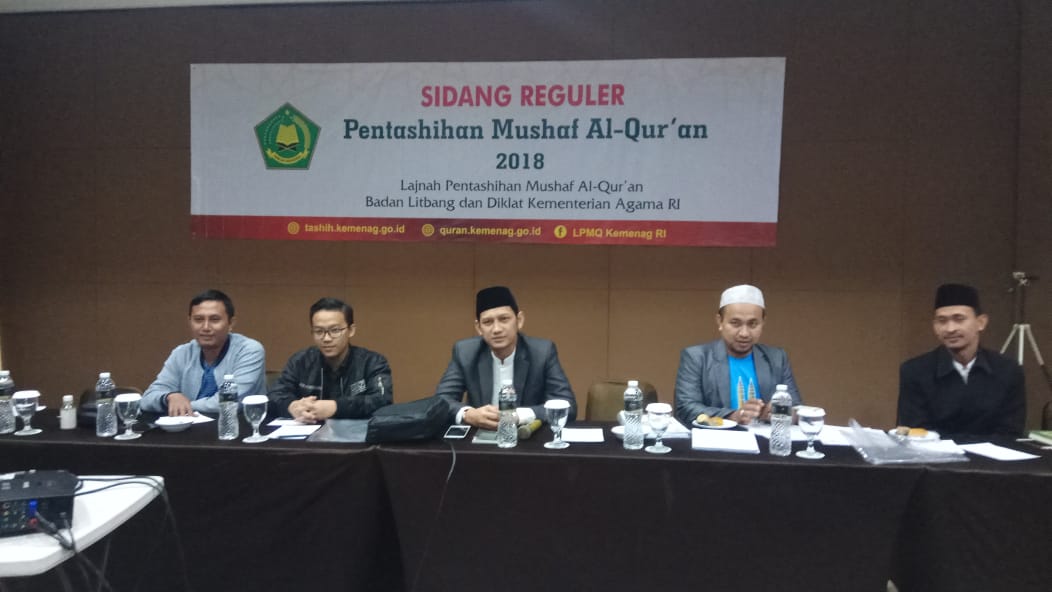 SIDANG REGULER
Pentashihan Mushaf Al-Qur'an
2018
Lajnah Pentashihan Mushaf Al-Qur'an
Badan Litbang dan Diklat Kementerian Agama RI
tashih.kemenag.go.id quran.kemenag.go.id LPMQ Kemenag RI